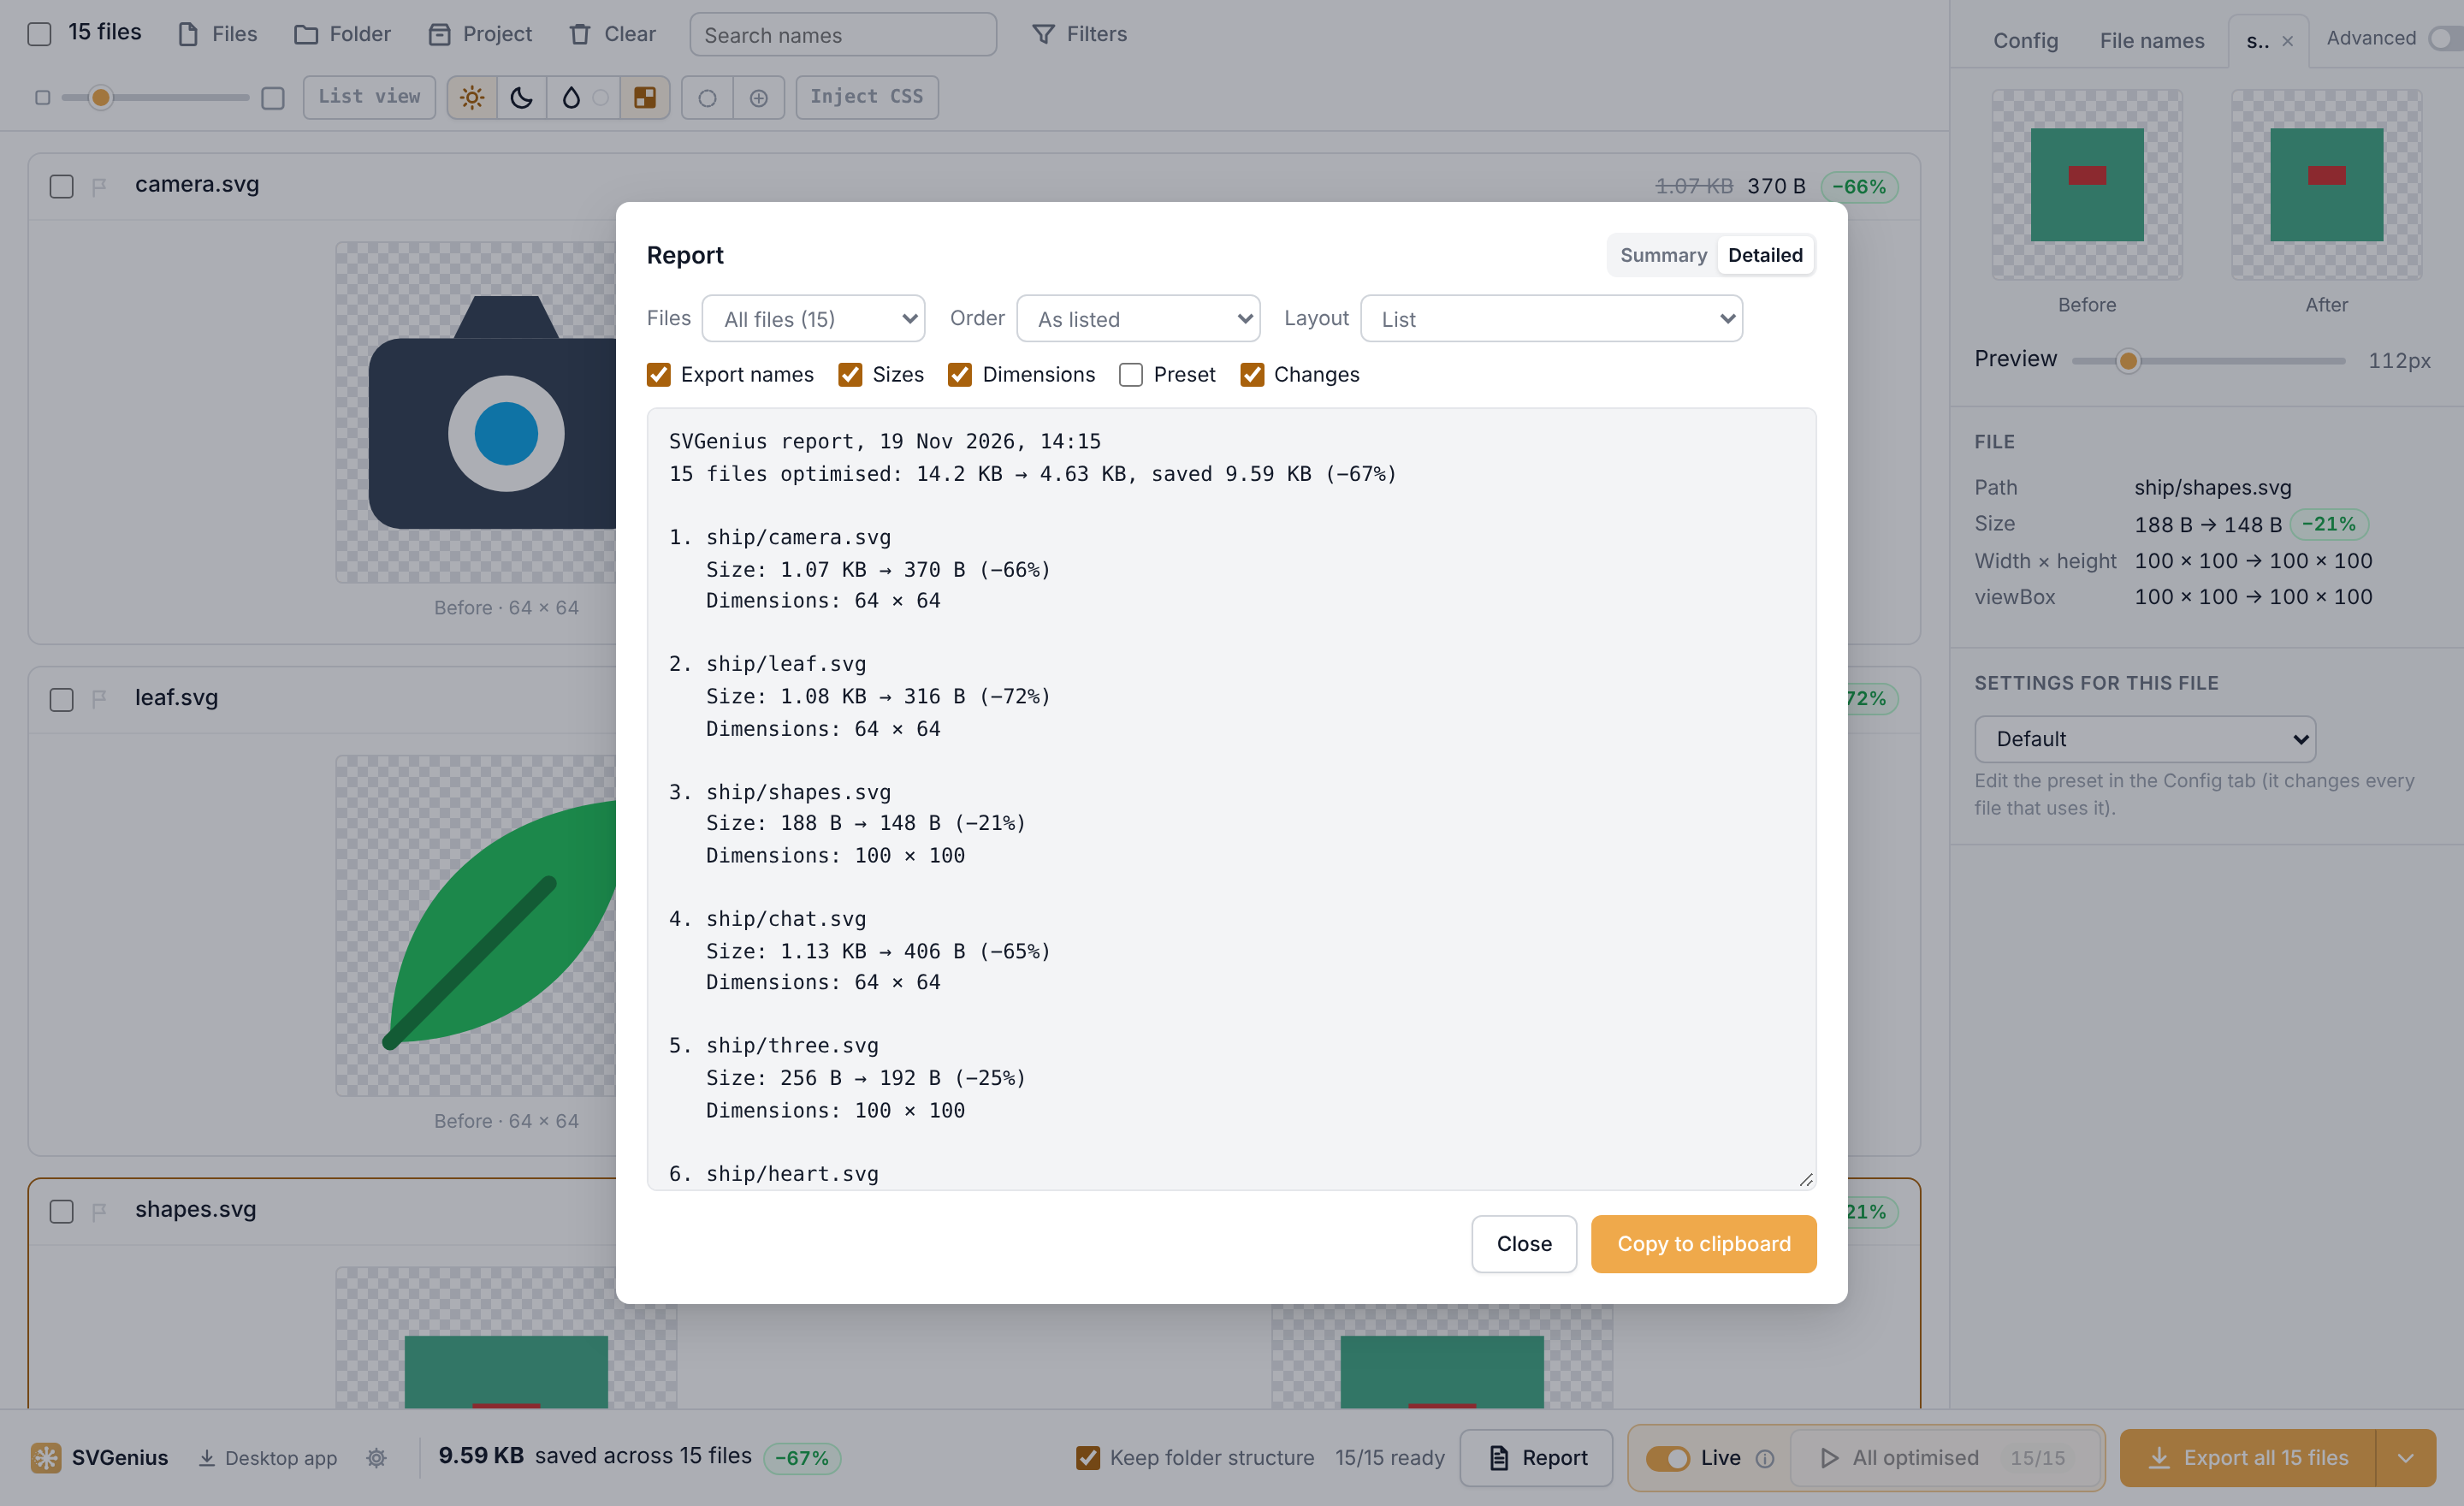 15 files
Files
Folder
Project
Clear
Search names
Filters
Config
File names
s..
Advanced
List view
Inject CSS
camera.svg
1.07 KB 370 B −66%
Before · 64 × 64
leaf.svg
72%
Before · 64 × 64
shapes.svg
21%
Report
Summary
Detailed
Files
All files (15)
Order
As listed
Layout
List
Export names
Sizes
Dimensions
Preset
Changes
SVGenius report, 19 Nov 2026, 14:15
15 files optimised: 14.2 KB → 4.63 KB, saved 9.59 KB (−67%)
1. ship/camera.svg
Size: 1.07 KB → 370 B (−66%)
Dimensions: 64 × 64
2. ship/leaf.svg
Size: 1.08 KB → 316 B (−72%)
Dimensions: 64 × 64
3. ship/shapes.svg
Size: 188 B → 148 B (−21%)
Dimensions: 100 × 100
4. ship/chat.svg
Size: 1.13 KB → 406 B (−65%)
Dimensions: 64 × 64
5. ship/three.svg
Size: 256 B → 192 B (−25%)
Dimensions: 100 × 100
6. ship/heart.svg
Close
Copy to clipboard
Before
After
Preview
112px
FILE
Path ship/shapes.svg
Size 188 B → 148 B −21%
Width × height 100 × 100 → 100 × 100
viewBox 100 × 100 → 100 × 100
SETTINGS FOR THIS FILE
Default
Edit the preset in the Config tab (it changes every
file that uses it).
SVGenius
Desktop app
9.59 KB saved across 15 files −67%
Keep folder structure
15/15 ready
Report
Live
All optimised 15/15
Export all 15 files